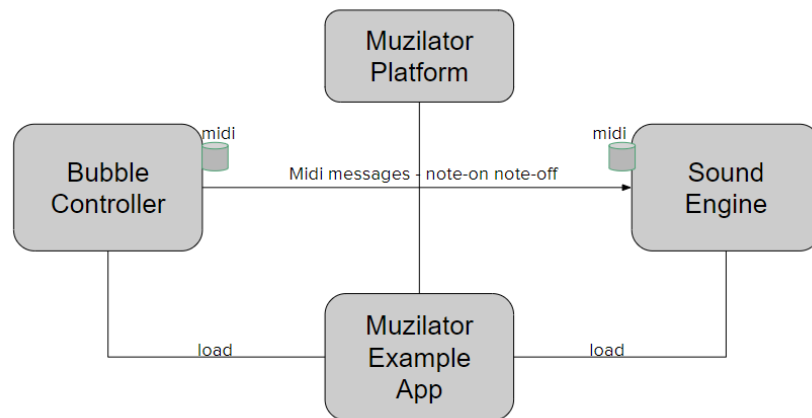 Muzilator
Platform
midi
midi
Bubble
Controller
Midi messages - note-on note-off
Sound
Engine
Muzilator
Example
App
load
load